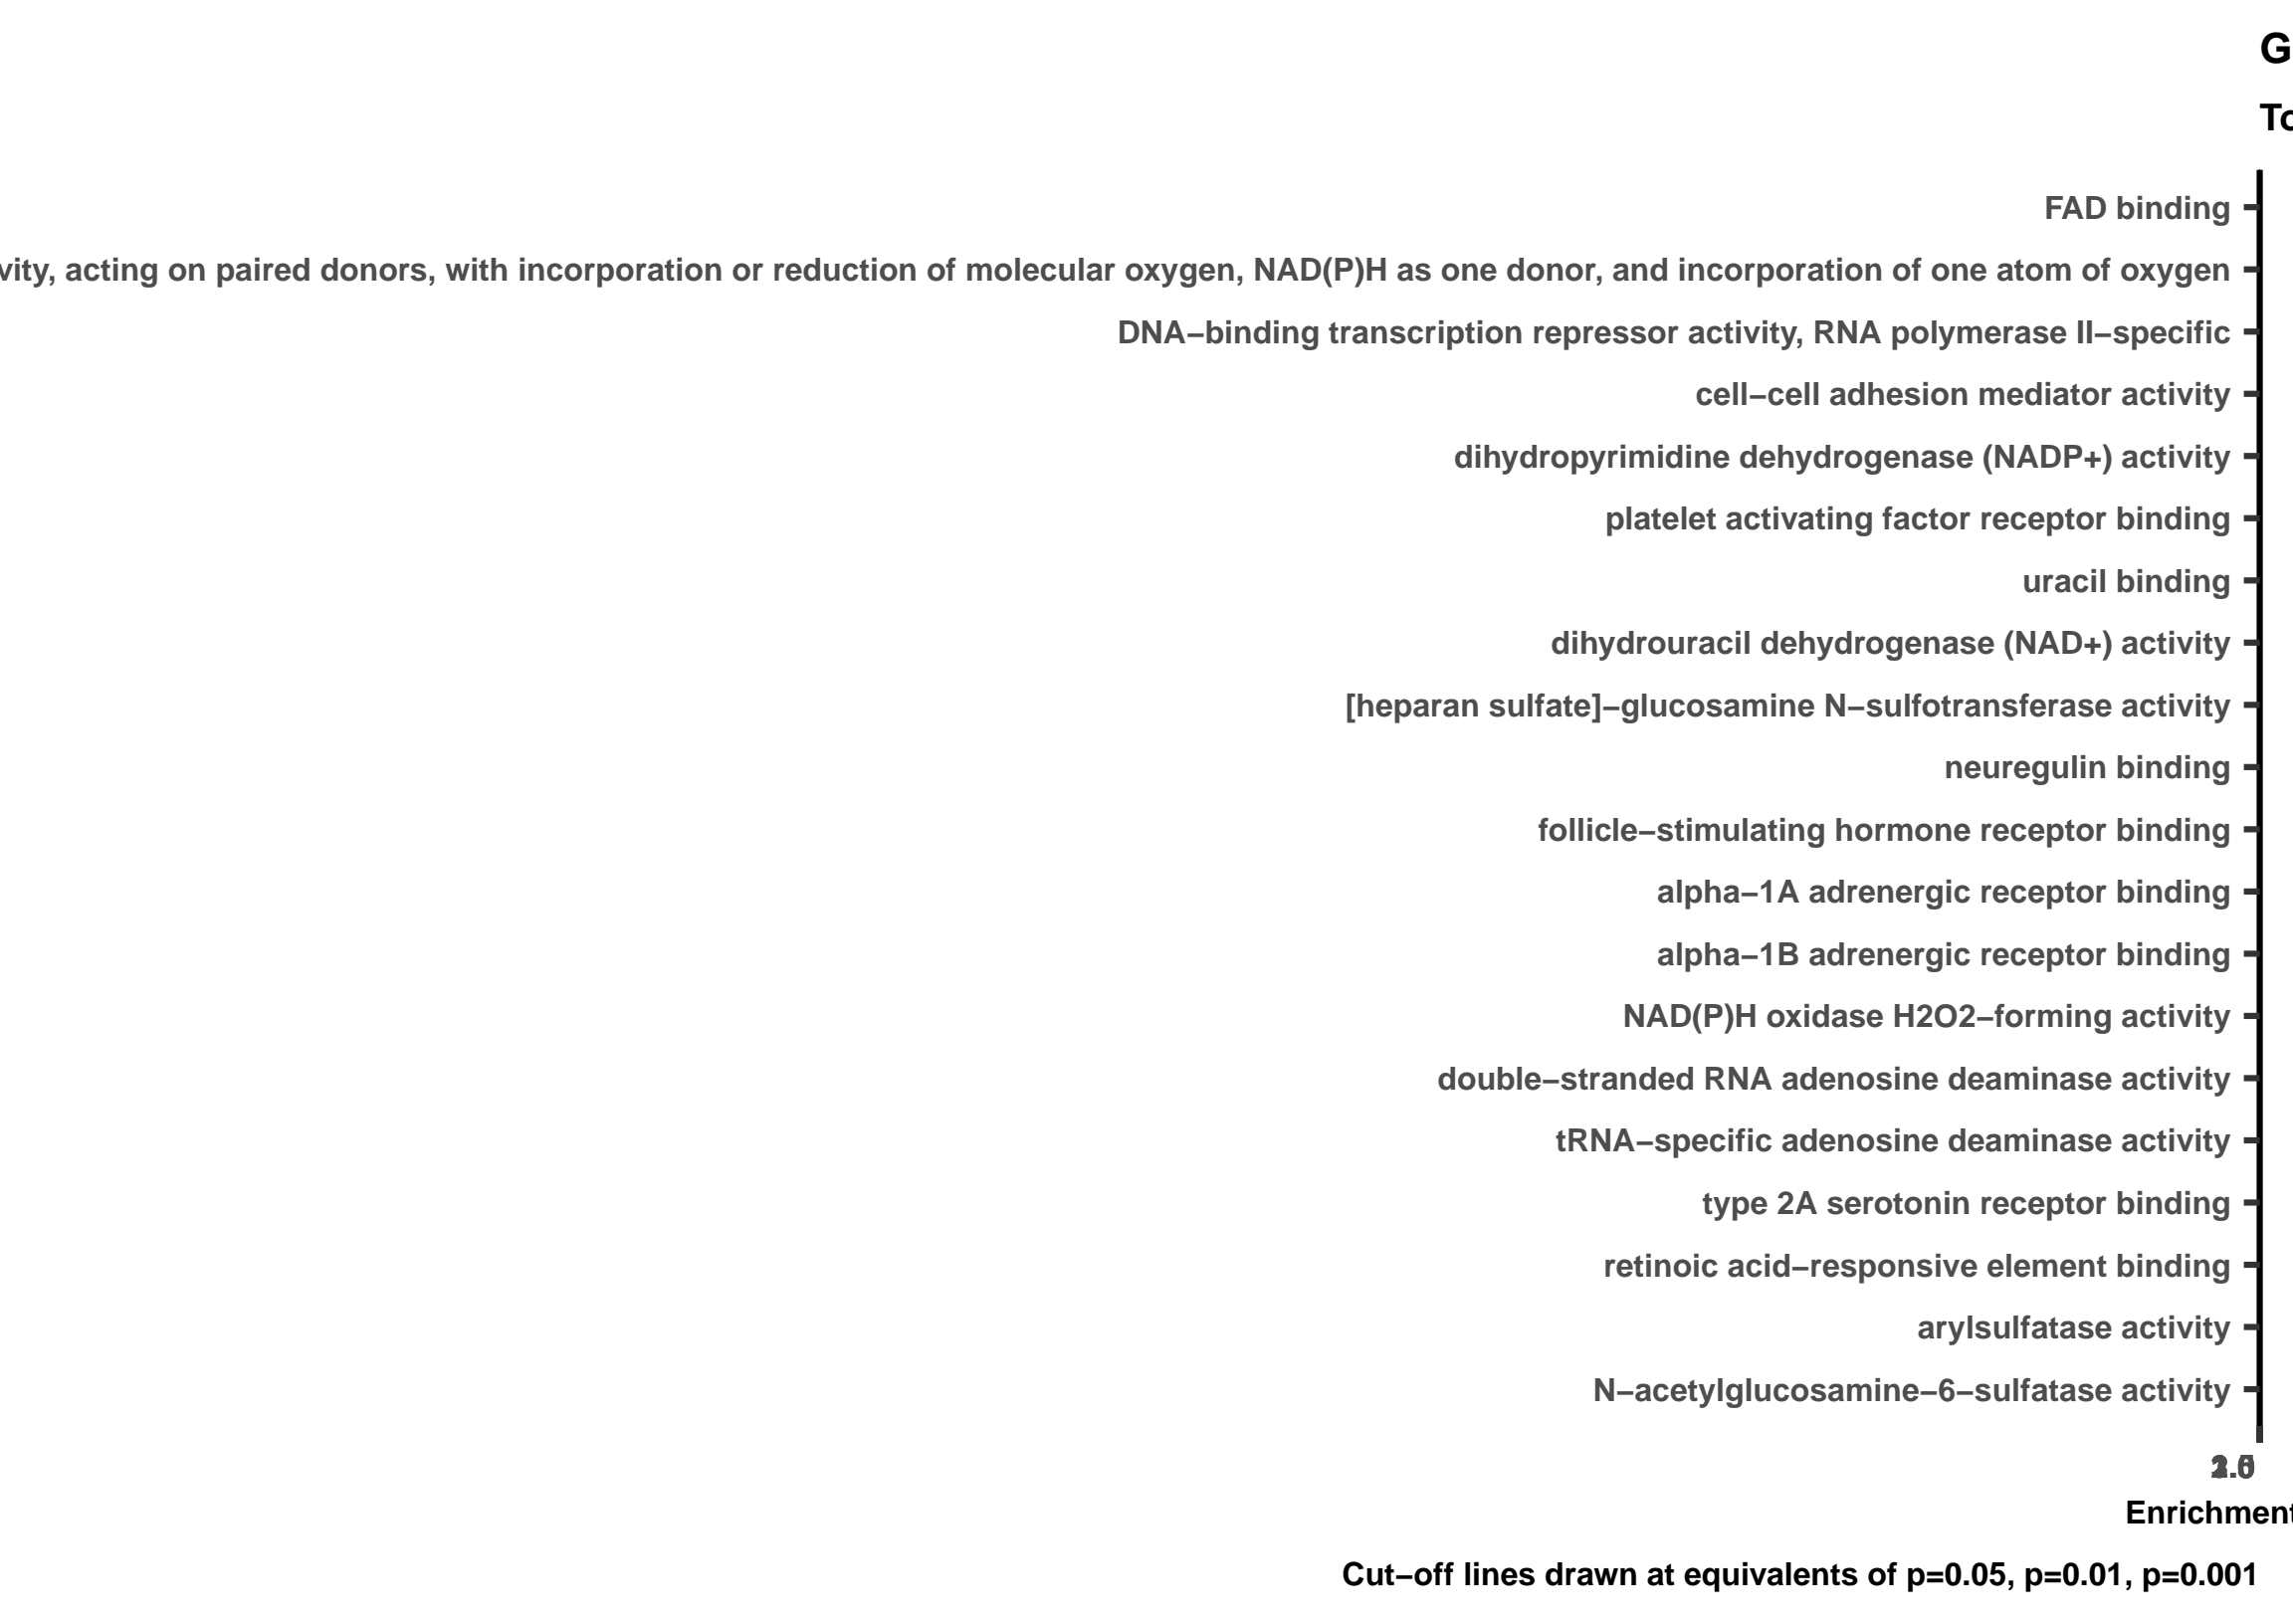 G
To
FAD binding
vity, acting on paired donors, with incorporation or reduction of molecular oxygen, NAD(P)H as one donor, and incorporation of one atom of oxygen
DNA−binding transcription repressor activity, RNA polymerase II−specific
cell−cell adhesion mediator activity
dihydropyrimidine dehydrogenase (NADP+) activity
platelet activating factor receptor binding
uracil binding
dihydrouracil dehydrogenase (NAD+) activity
[heparan sulfate]−glucosamine N−sulfotransferase activity
neuregulin binding
follicle−stimulating hormone receptor binding
alpha−1A adrenergic receptor binding
alpha−1B adrenergic receptor binding
NAD(P)H oxidase H2O2−forming activity
double−stranded RNA adenosine deaminase activity
tRNA−specific adenosine deaminase activity
type 2A serotonin receptor binding
retinoic acid−responsive element binding
arylsulfatase activity
N−acetylglucosamine−6−sulfatase activity
Enrichment
Cut−off lines drawn at equivalents of p=0.05, p=0.01, p=0.001